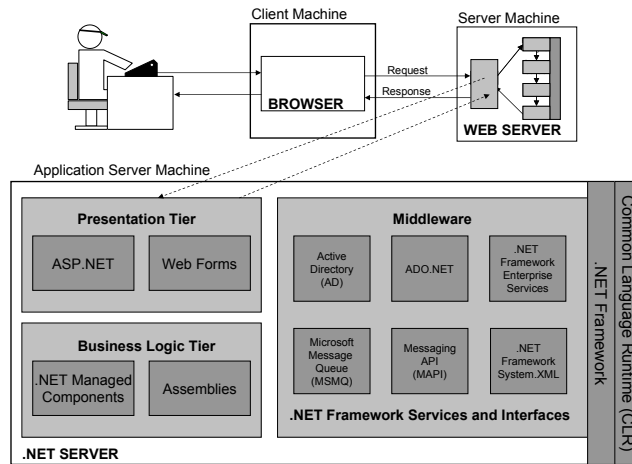 Client Machine
Server Machine
Request
Response
BROWSER
WEB SERVER
Application Server Machine
Presentation Tier
ASP.NET
Web Forms
Business Logic Tier
.NET Managed
Components
Assemblies
.NET SERVER
Middleware
Active
Directory
(AD)
ADO.NET
.NET
Framework
Enterprise
Services
Microsoft
Message
Queue
(MSMQ)
Messaging
API
(MAPI)
.NET
Framework
System.XML
.NET Framework Services and Interfaces
.NET Framework
Common Language Runtime (CLR)